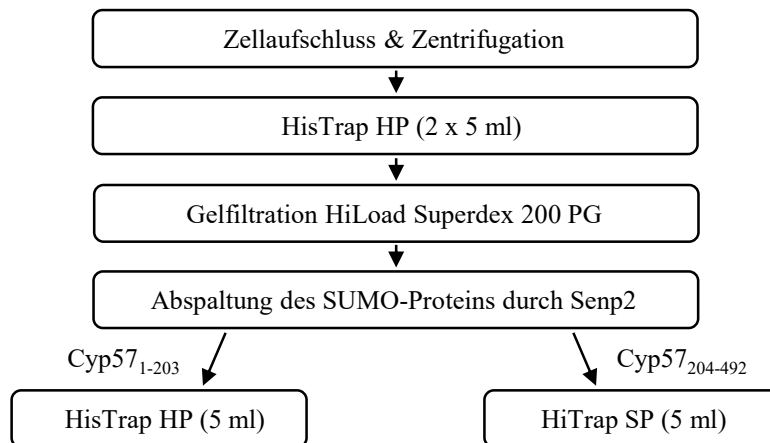 Zellaufschluss & Zentrifugation
HisTrap HP (2 x 5 ml)
Gelfiltration HiLoad Superdex 200 PG
Abspaltung des SUMO-Proteins durch Senp2
Cyp57₁₋₂₀₃
Cyp57₂₀₄₋₄₉₂
HisTrap HP (5 ml)
HiTrap SP (5 ml)